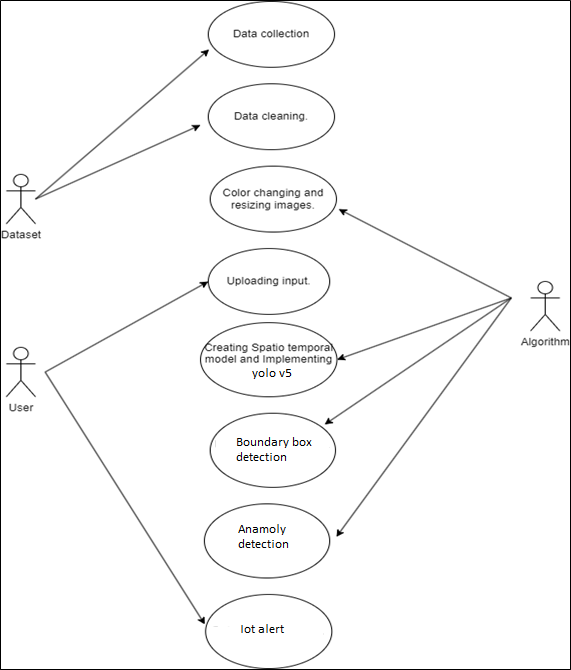 Data collection
Data cleaning.
Color changing and
resizing images.
Dataset
Uploading input.
Algorithm
Creating Spatio temporal
model and Implementing
yolo v5
User
Boundary box
detection
Anamoly
detection
Iot alert